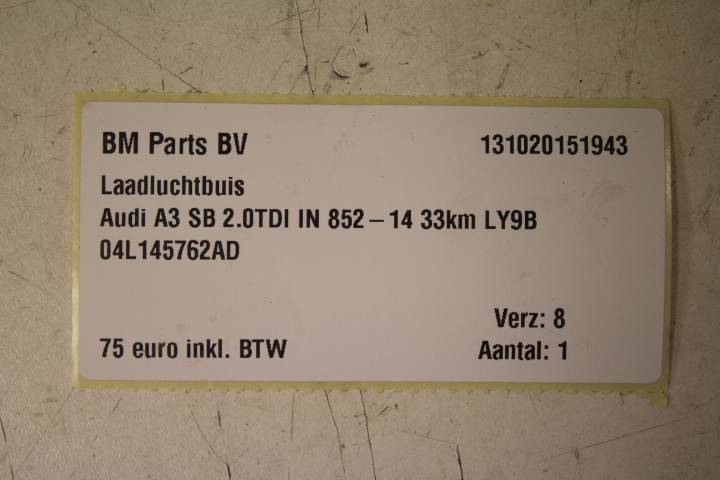 BM Parts BV 131020151943
Laadluchtbuis
Audi A3 SB 2.0TDI IN 852 – 14 33km LY9B
04L145762AD
Verz: 8
75 euro inkl. BTW Aantal: 1